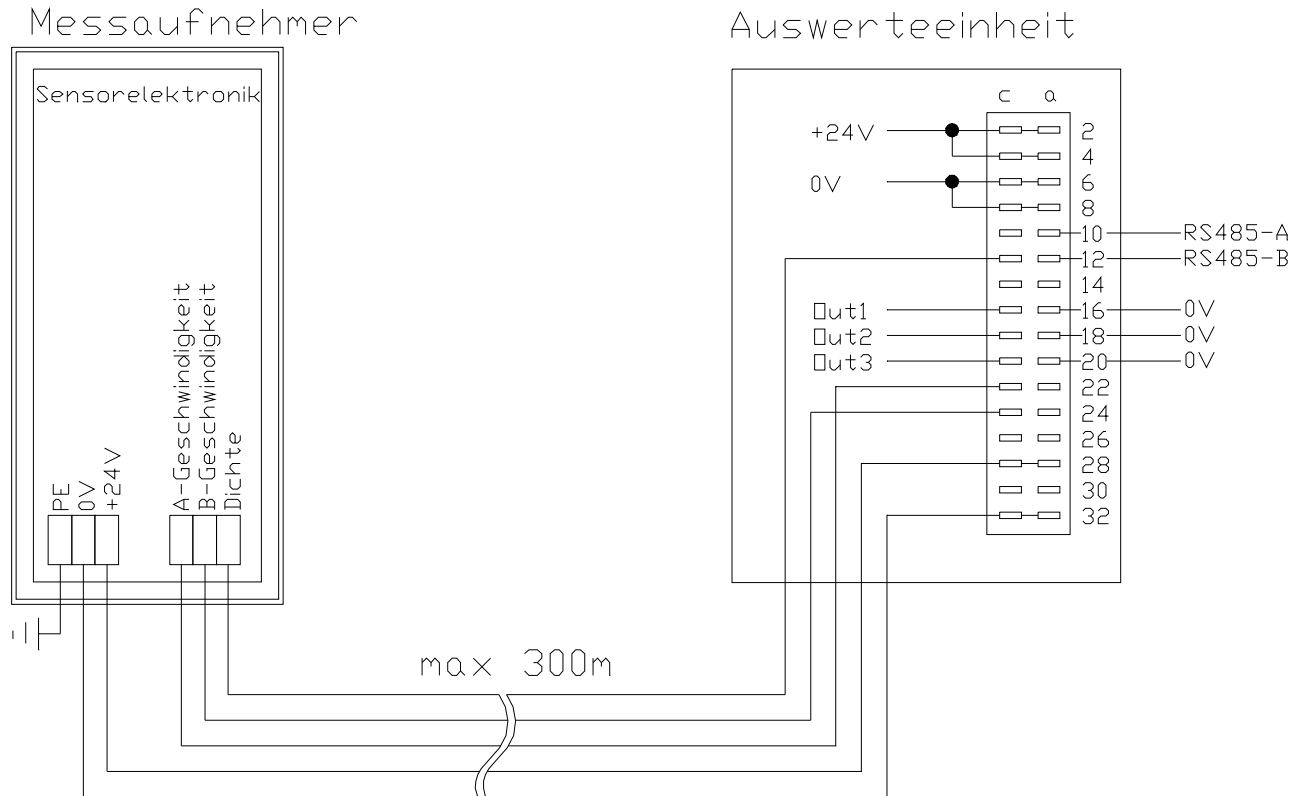 Messaufnehmer
Auswerteeinheit
Sensorelektronik
c a
+24V 2
4
0V 6
8
10 RS485-A
12 RS485-B
14
Out1 16 0V
Out2 18 0V
Out3 20 0V
22
24
26
28
30
32
PE
0V
+24V
A-Geschwindigkeit
B-Geschwindigkeit
Dichte
max 300m